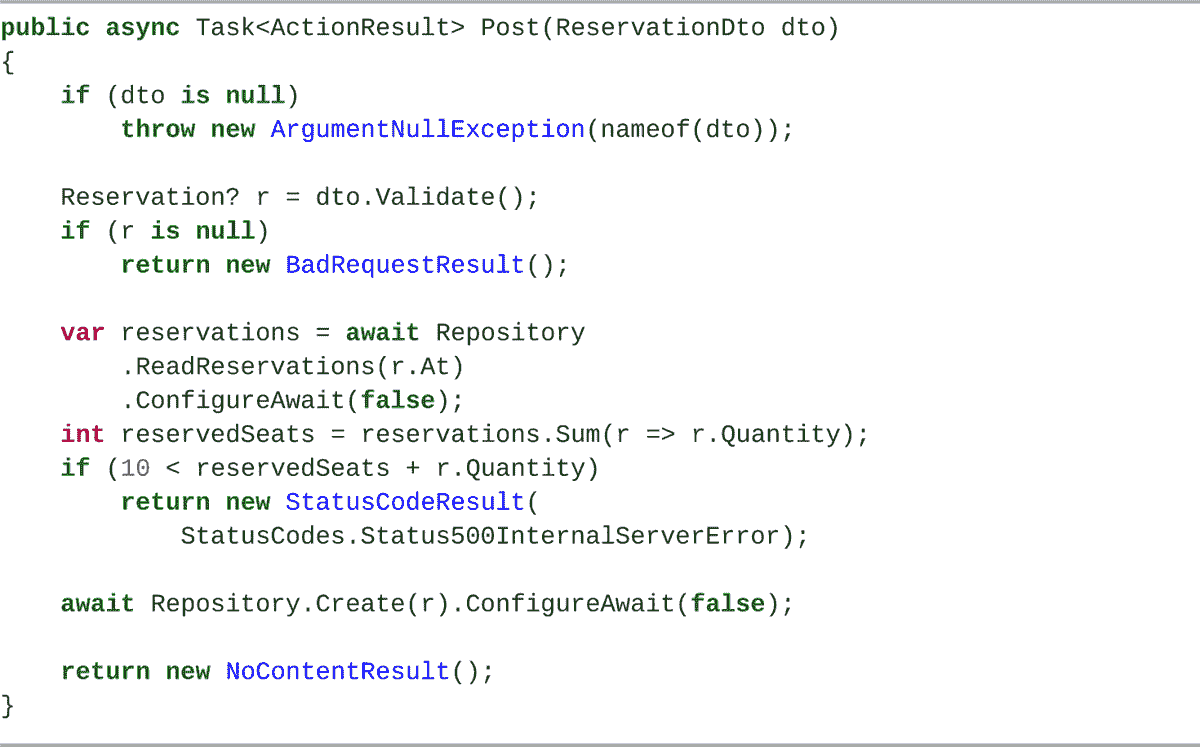 public async Task<ActionResult> Post(ReservationDto dto)
{
    if (dto is null)
        throw new ArgumentNullException(nameof(dto));

    Reservation? r = dto.Validate();
    if (r is null)
        return new BadRequestResult();

    var reservations = await Repository
        .ReadReservations(r.At)
        .ConfigureAwait(false);
    int reservedSeats = reservations.Sum(r => r.Quantity);
    if (10 < reservedSeats + r.Quantity)
        return new StatusCodeResult(
            StatusCodes.Status500InternalServerError);

    await Repository.Create(r).ConfigureAwait(false);

    return new NoContentResult();
}